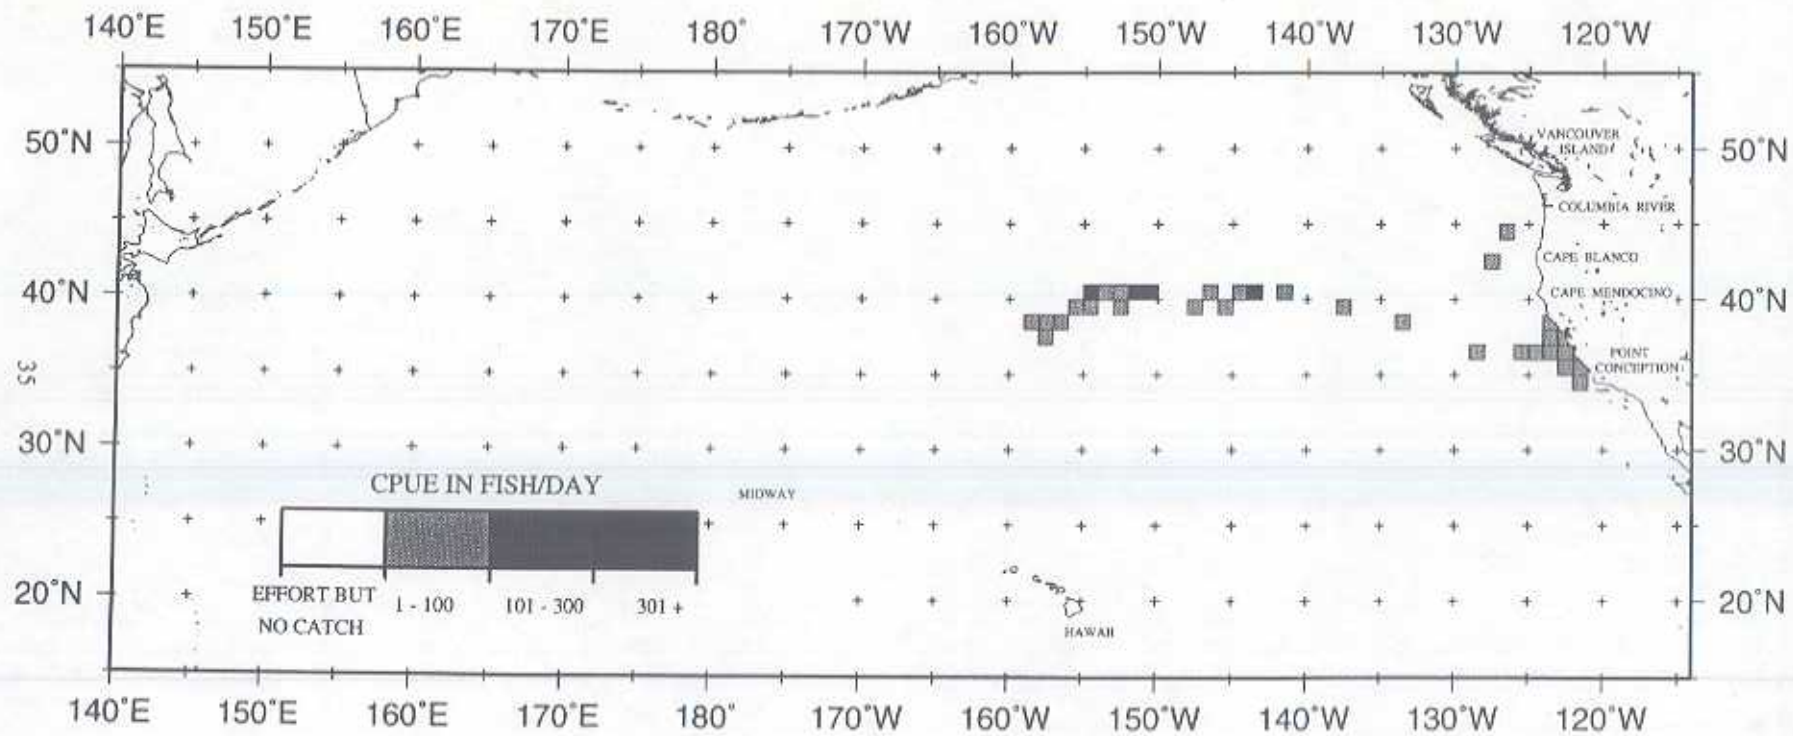 140°E 150°E 160°E 170°E 180° 170°W 160°W 150°W 140°W 130°W 120°W
50°N
VANCOUVER
ISLAND
50°N
COLUMBIA RIVER
CAPE BLANCO
40°N
CAPE MENDOCINO
40°N
35
POINT
CONCEPTION
30°N
30°N
CPUE IN FISH/DAY
MIDWAY
EFFORT BUT
NO CATCH
1 - 100
101 - 300
301 +
20°N
20°N
HAWAII
140°E 150°E 160°E 170°E 180° 170°W 160°W 150°W 140°W 130°W 120°W